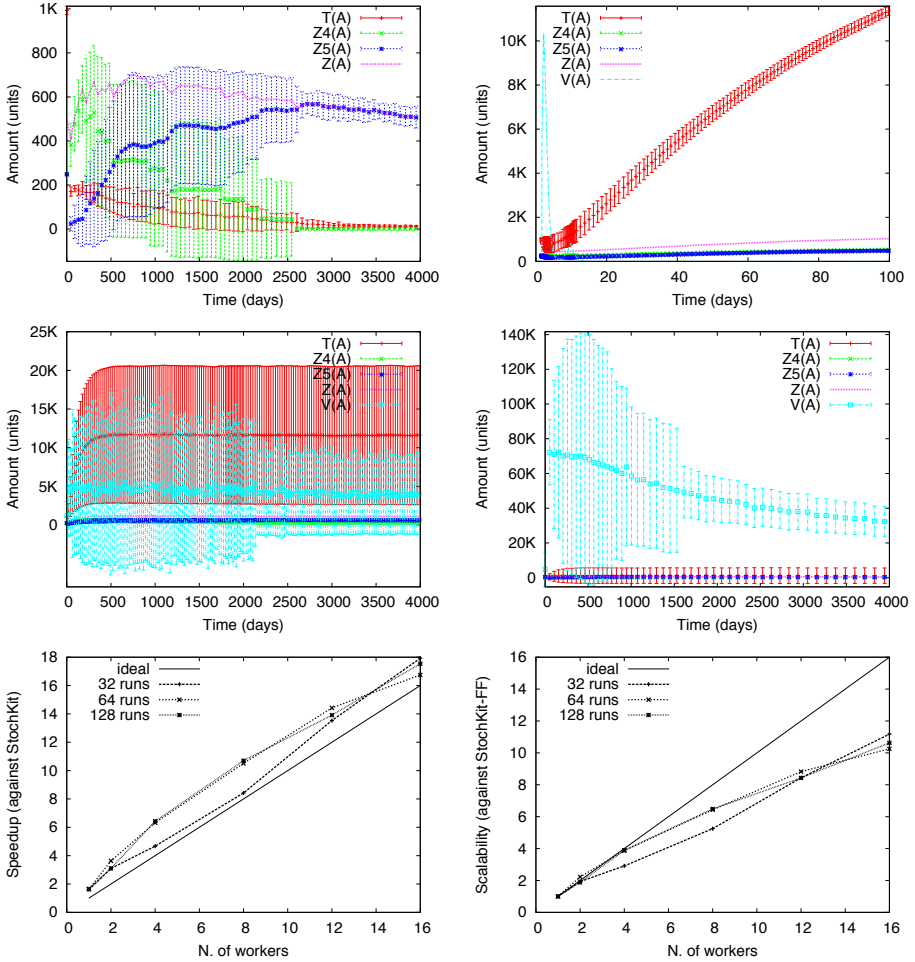 1K
800
600
400
200
0
Amount (units)
T(A)
Z4(A)
Z5(A)
Z(A)
0 500 1000 1500 2000 2500 3000 3500 4000
Time (days)
10K
8K
6K
4K
2K
0
Amount (units)
T(A)
Z4(A)
Z5(A)
Z(A)
V(A)
0 20 40 60 80 100
Time (days)
25K
20K
15K
10K
5K
0
Amount (units)
T(A)
Z4(A)
Z5(A)
Z(A)
V(A)
0 500 1000 1500 2000 2500 3000 3500 4000
Time (days)
140K
120K
100K
80K
60K
40K
20K
0
Amount (units)
T(A)
Z4(A)
Z5(A)
Z(A)
V(A)
0 500 1000 1500 2000 2500 3000 3500 4000
Time (days)
18
16
14
12
10
8
6
4
2
0
Speedup (against StochKit)
ideal
32 runs
64 runs
128 runs
0 2 4 6 8 10 12 14 16
N. of workers
16
14
12
10
8
6
4
2
0
Scalability (against StochKit-FF)
ideal
32 runs
64 runs
128 runs
0 2 4 6 8 10 12 14 16
N. of workers